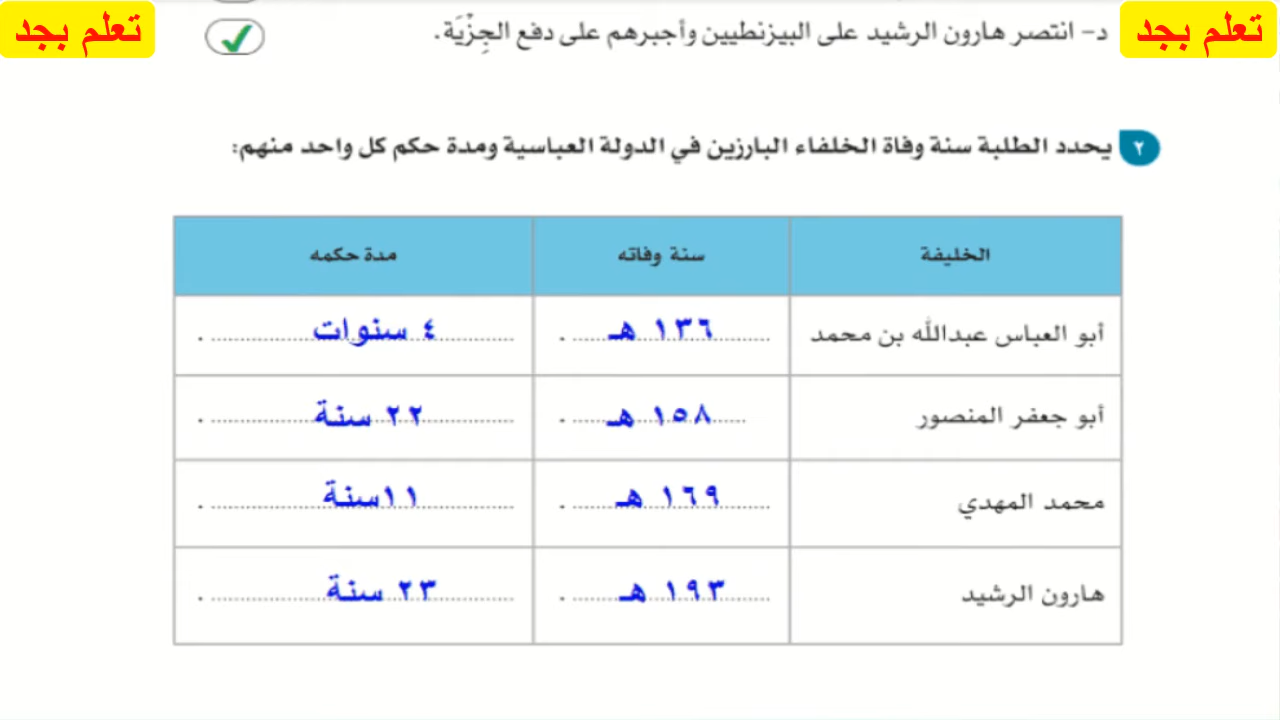 تعلم بجد
تعلم بجد
د- انتصر هارون الرشيد على البيزنطيين وأجبرهم على دفع الجِزْيَة.
٢ يحدد الطلبة سنة وفاة الخلفاء البارزين في الدولة العباسية ومدة حكم كل واحد منهم:
الخليفة سنة وفاته مدة حكمه
أبو العباس عبدالله بن محمد ١٣٦ هـ . ٤ سنوات .
أبو جعفر المنصور ١٥٨ هـ . ٢٢ سنة .
محمد المهدي ١٦٩ هـ . ١١سنة .
هارون الرشيد ١٩٣ هـ . ٢٣ سنة .